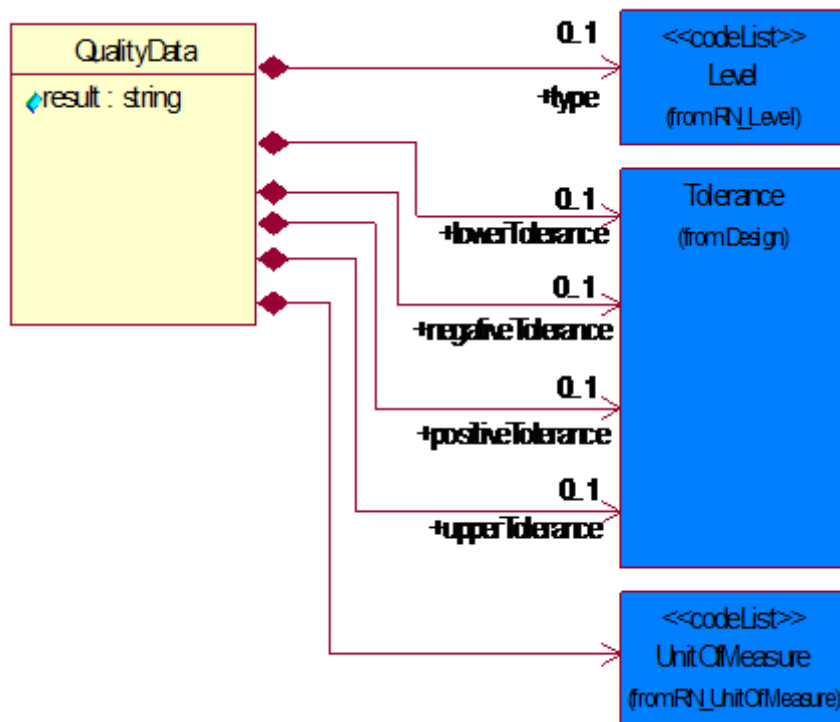 QualityData
result : string
0..1
+type
<<codeList>>
Level
(from RN_Level)
0..1
+lowerTolerance
Tolerance
(from Design)
0..1
+negativeTolerance
0..1
+positiveTolerance
0..1
+upperTolerance
<<codeList>>
UnitOfMeasure
(from RN_UnitOfMeasure)